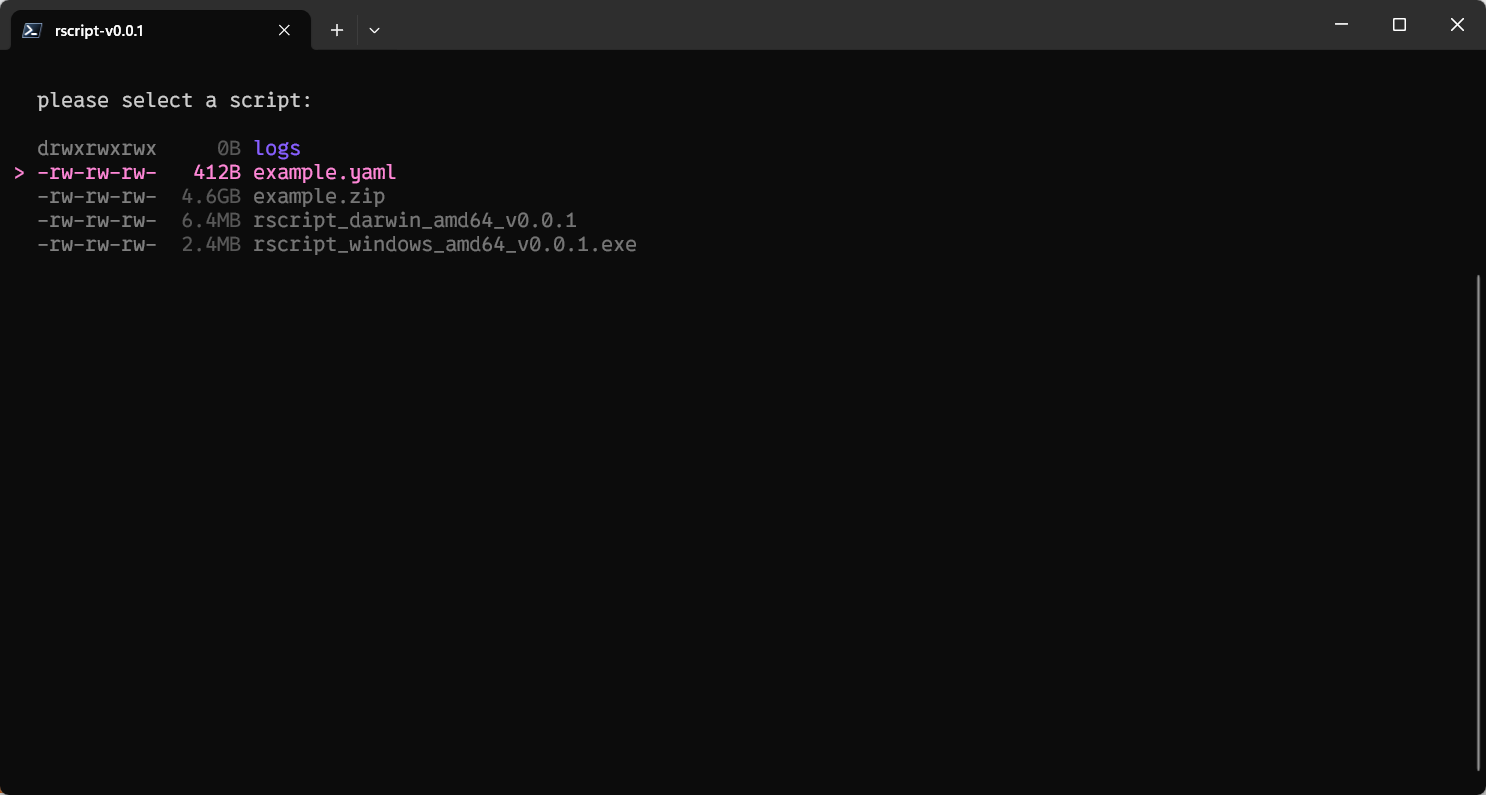 rscript-v0.0.1
please select a script:
drwxrwxrwx 0B logs
> -rw-rw-rw- 412B example.yaml
-rw-rw-rw- 4.6GB example.zip
-rw-rw-rw- 6.4MB rscript_darwin_amd64_v0.0.1
-rw-rw-rw- 2.4MB rscript_windows_amd64_v0.0.1.exe